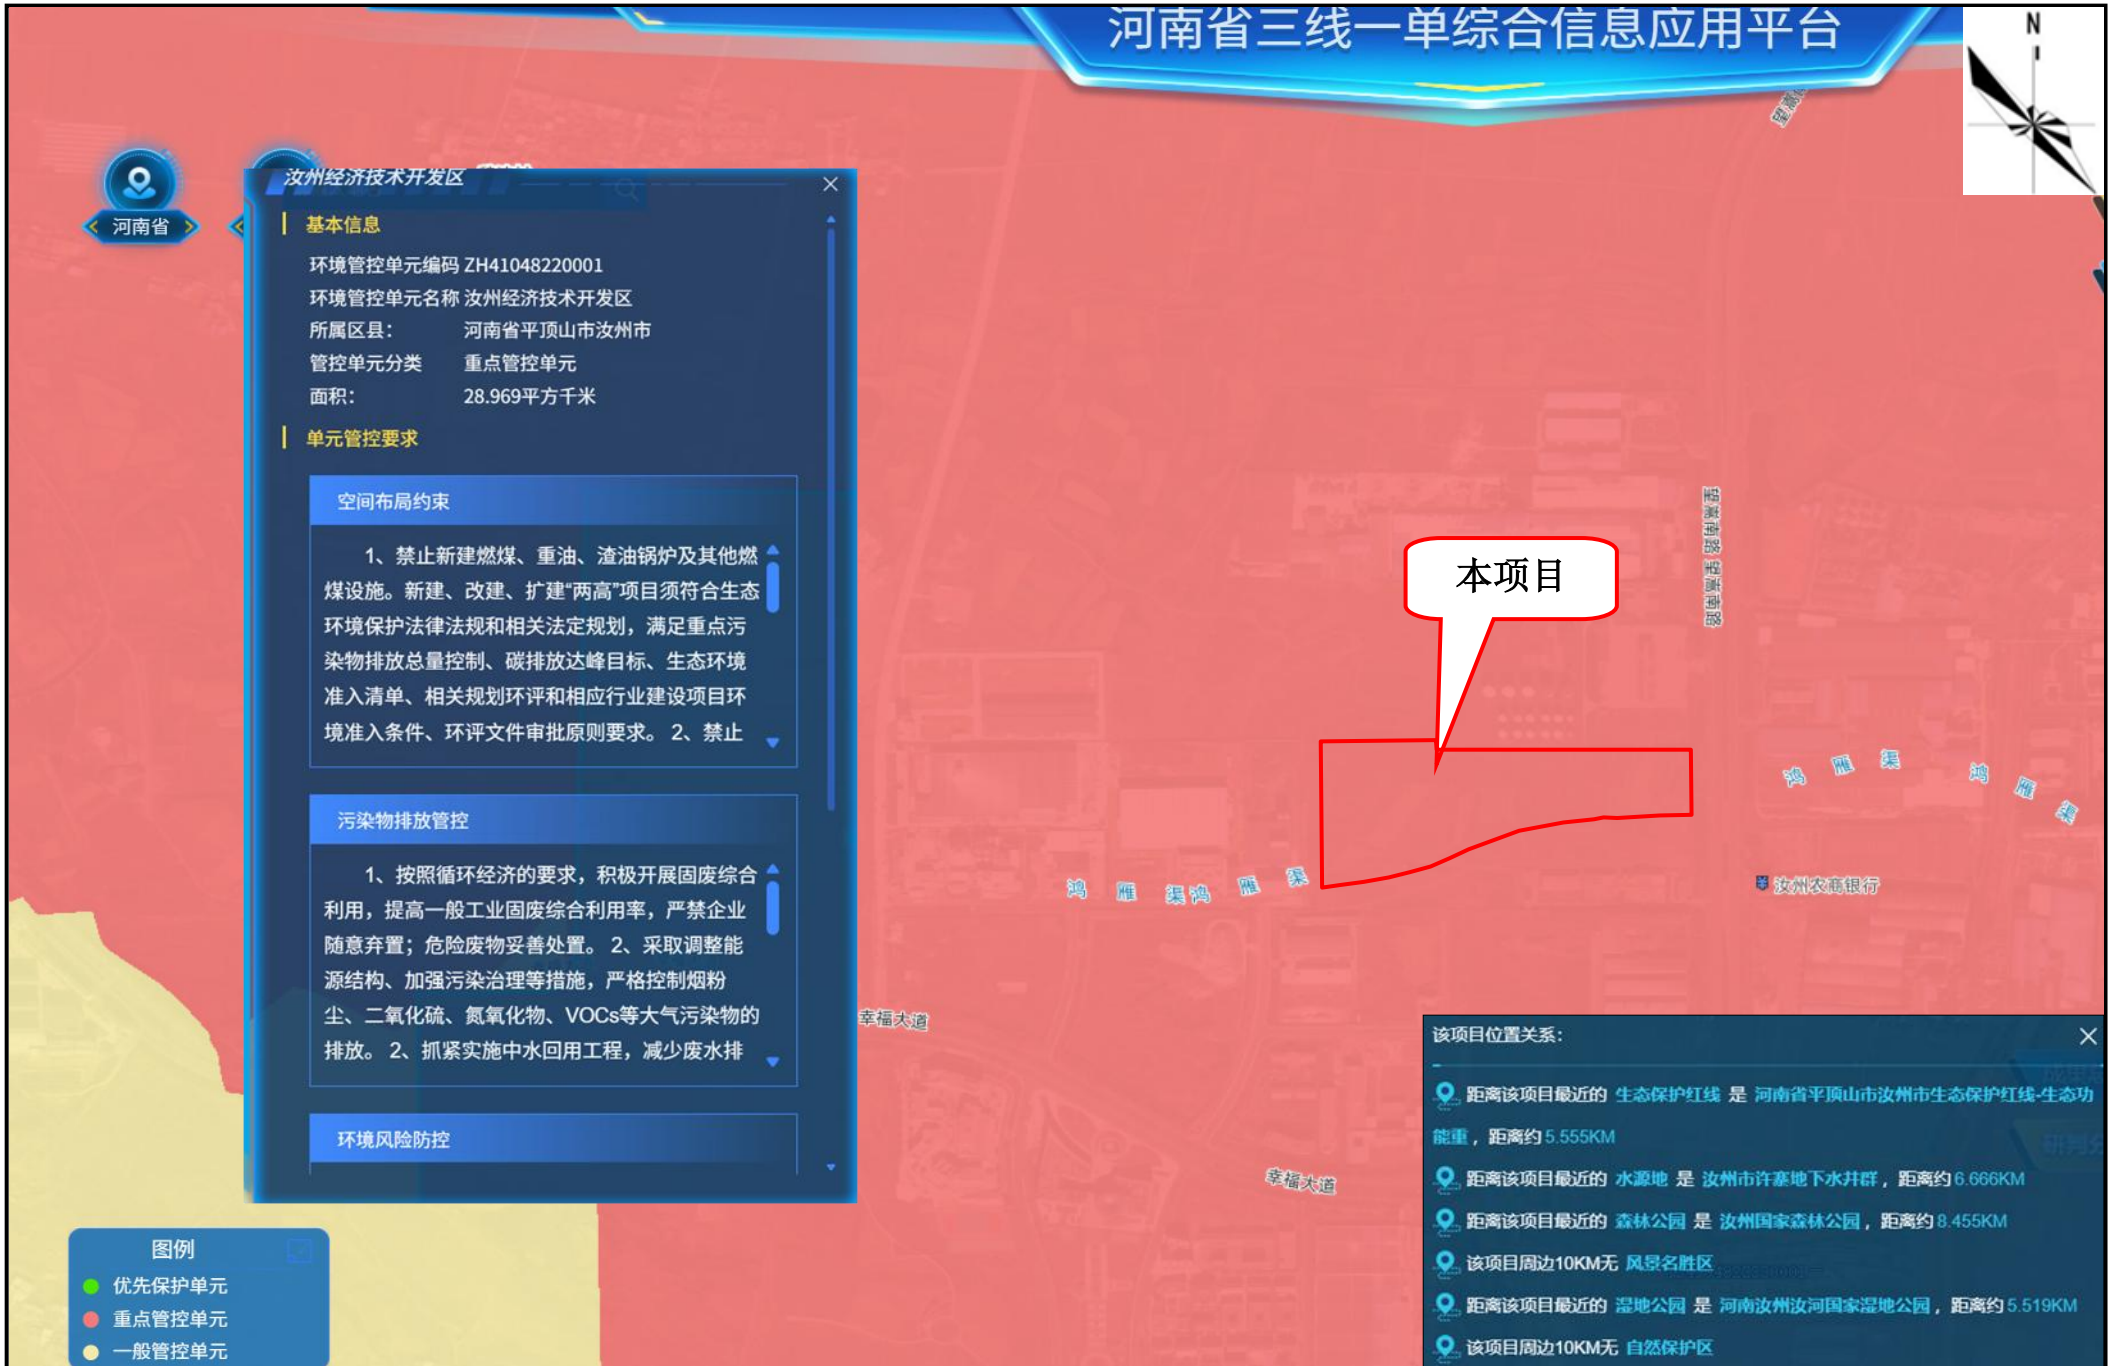 河南省三线一单综合信息应用平台
N
河南省
汝州经济技术开发区
基本信息
环境管控单元编码 ZH41048220001
环境管控单元名称 汝州经济技术开发区
所属区县： 河南省平顶山市汝州市
管控单元分类 重点管控单元
面积： 28.969平方千米
单元管控要求
空间布局约束
1、禁止新建燃煤、重油、渣油锅炉及其他燃
煤设施。新建、改建、扩建“两高”项目须符合生态
环境保护法律法规和相关法定规划，满足重点污
染物排放总量控制、碳排放达峰目标、生态环境
准入清单、相关规划环评和相应行业建设项目环
境准入条件、环评文件审批原则要求。 2、禁止
污染物排放管控
1、按照循环经济的要求，积极开展固废综合
利用，提高一般工业固废综合利用率，严禁企业
随意弃置；危险废物妥善处置。 2、采取调整能
源结构、加强污染治理等措施，严格控制烟粉
尘、二氧化硫、氮氧化物、VOCs等大气污染物的
排放。 2、抓紧实施中水回用工程，减少废水排
环境风险防控
图例
优先保护单元
重点管控单元
一般管控单元
望嵩南路 望嵩南路
本项目
鸿雁渠 鸿雁渠
鸿雁渠鸿雁渠
汝州农商银行
幸福大道
幸福大道
该项目位置关系：
距离该项目最近的 生态保护红线 是 河南省平顶山市汝州市生态保护红线-生态功
能重，距离约5.555KM
距离该项目最近的 水源地 是 汝州市许寨地下水井群，距离约6.666KM
距离该项目最近的 森林公园 是 汝州国家森林公园，距离约8.455KM
该项目周边10KM无 风景名胜区
距离该项目最近的 湿地公园 是 河南汝州汝河国家湿地公园，距离约5.519KM
该项目周边10KM无 自然保护区